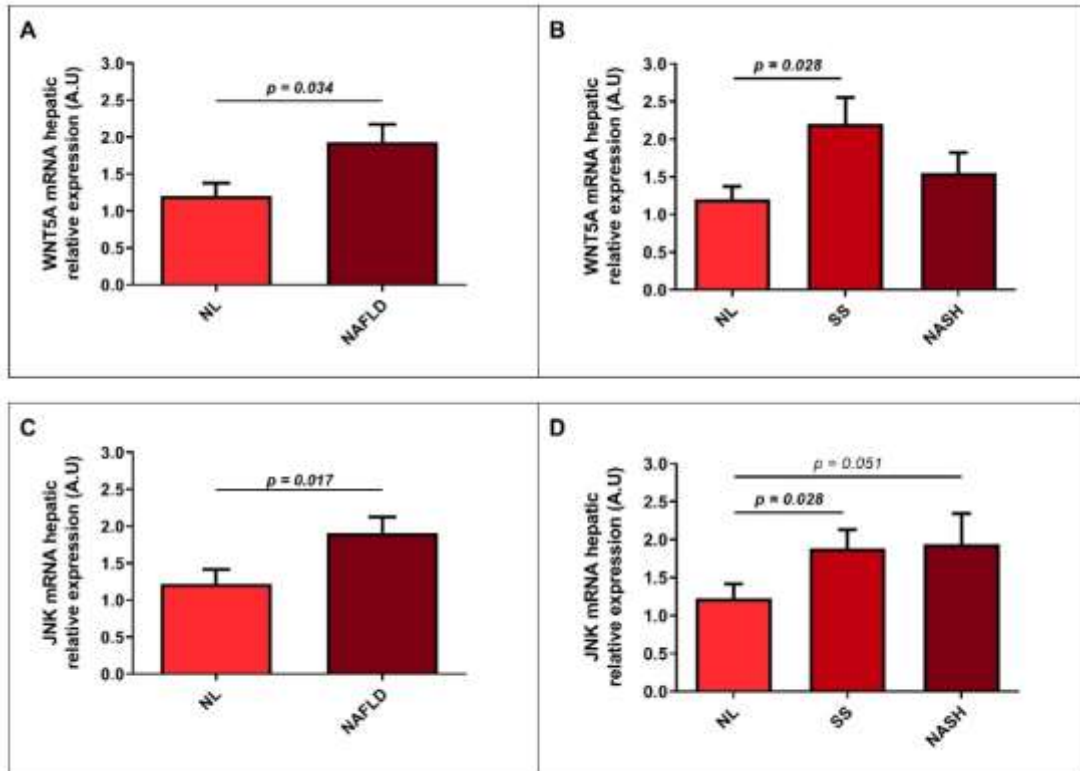 A
WNT5A mRNA hepatic
relative expression (A.U)
3.0
2.5
2.0
1.5
1.0
0.5
0.0
p = 0.034
NL
NAFLD
B
WNT5A mRNA hepatic
relative expression (A.U)
3.0
2.5
2.0
1.5
1.0
0.5
0.0
p = 0.028
NL
SS
NASH
C
JNK mRNA hepatic
relative expression (A.U)
3.0
2.5
2.0
1.5
1.0
0.5
0.0
p = 0.017
NL
NAFLD
D
JNK mRNA hepatic
relative expression (A.U)
3.0
2.5
2.0
1.5
1.0
0.5
0.0
p = 0.051
p = 0.028
NL
SS
NASH